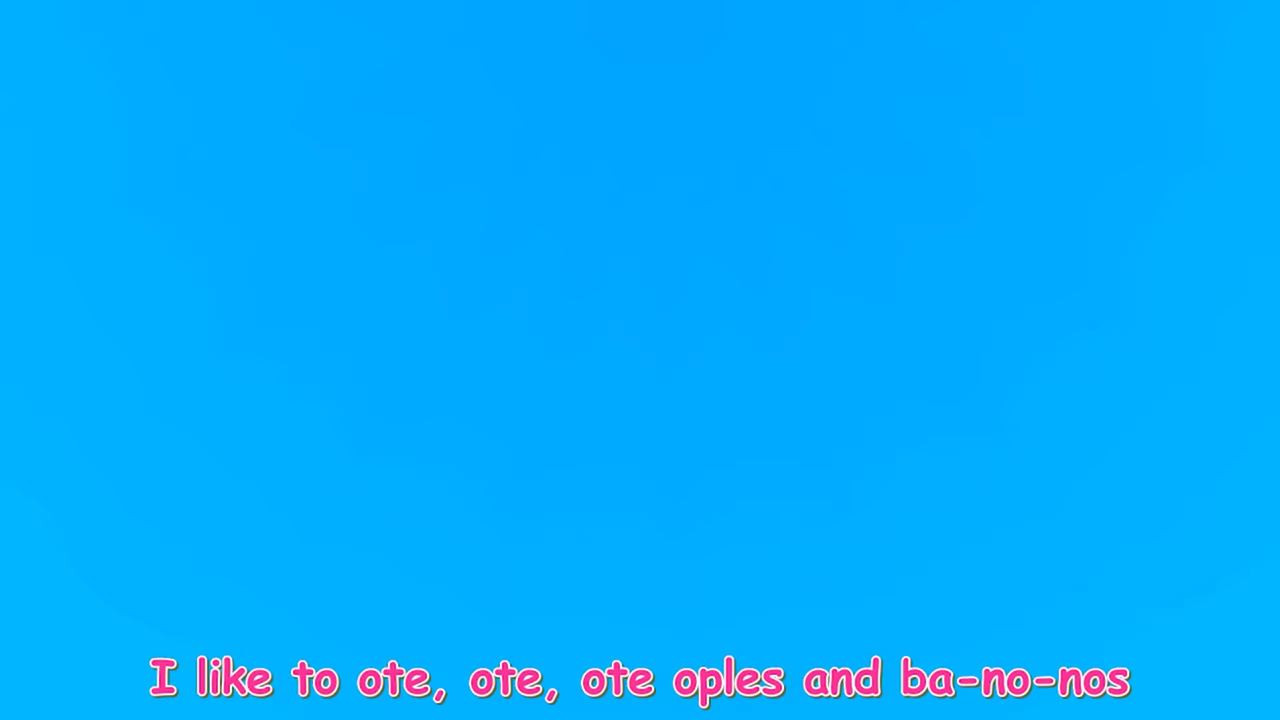 I like to ote, ote, ote oples and ba-no-nos